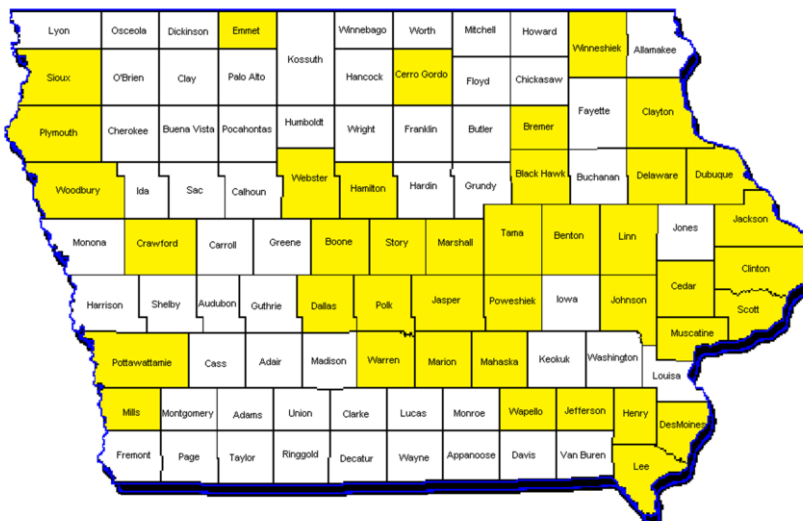 Lyon
Osceola
Dickinson
Emmet
Winnebago
Worth
Mitchell
Howard
Winneshiek
Allamakee
Kossuth
Sioux
O'Brien
Clay
Palo Alto
Hancock
Cerro Gordo
Floyd
Chickasaw
Fayette
Clayton
Plymouth
Cherokee
Buena Vista
Pocahontas
Humboldt
Wright
Franklin
Butler
Bremer
Woodbury
Ida
Sac
Calhoun
Webster
Hamilton
Hardin
Grundy
Black Hawk
Buchanan
Delaware
Dubuque
Monona
Crawford
Carroll
Greene
Boone
Story
Marshall
Tama
Benton
Linn
Jones
Jackson
Clinton
Harrison
Shelby
Audubon
Guthrie
Dallas
Polk
Jasper
Poweshiek
Iowa
Johnson
Cedar
Scott
Muscatine
Pottawattamie
Cass
Adair
Madison
Warren
Marion
Mahaska
Keokuk
Washington
Louisa
Mills
Montgomery
Adams
Union
Clarke
Lucas
Monroe
Wapello
Jefferson
Henry
DesMoines
Fremont
Page
Taylor
Ringgold
Decatur
Wayne
Appanoose
Davis
Van Buren
Lee